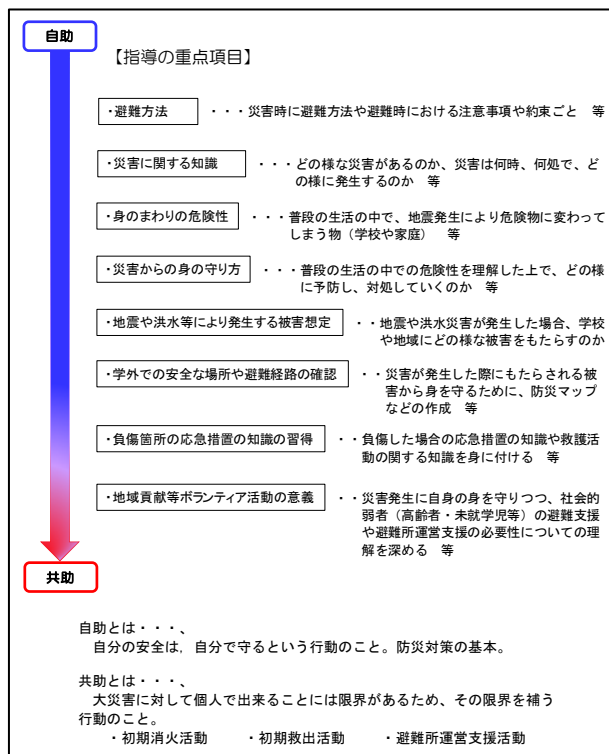 自助
【指導の重点項目】
・避難方法 ・・・災害時に避難方法や避難時における注意事項や約束ごと 等
・災害に関する知識 ・・・どの様な災害があるのか、災害は何時、何処で、ど
の様に発生するのか 等
・身のまわりの危険性 ・・・普段の生活の中で、地震発生により危険物に変わって
しまう物（学校や家庭） 等
・災害からの身の守り方 ・・・普段の生活の中での危険性を理解した上で、どの様
に予防し、対処していくのか 等
・地震や洪水等により発生する被害想定 ・・地震や洪水災害が発生した場合、学校
や地域にどの様な被害をもたらすのか
・学外での安全な場所や避難経路の確認 ・・災害が発生した際にもたらされる被
害から身を守るために、防災マップ
などの作成 等
・負傷箇所の応急措置の知識の習得 ・・負傷した場合の応急措置の知識や救護活
動の関する知識を身に付ける 等
・地域貢献等ボランティア活動の意義 ・・災害発生に自身の身を守りつつ、社会的
弱者（高齢者・未就学児等）の避難支援
や避難所運営支援の必要性についての理
解を深める 等
共助
自助とは・・・、
自分の安全は，自分で守るという行動のこと。防災対策の基本。
共助とは・・・、
大災害に対して個人で出来ることには限界があるため、その限界を補う
行動のこと。
・初期消火活動 ・初期救出活動 ・避難所運営支援活動